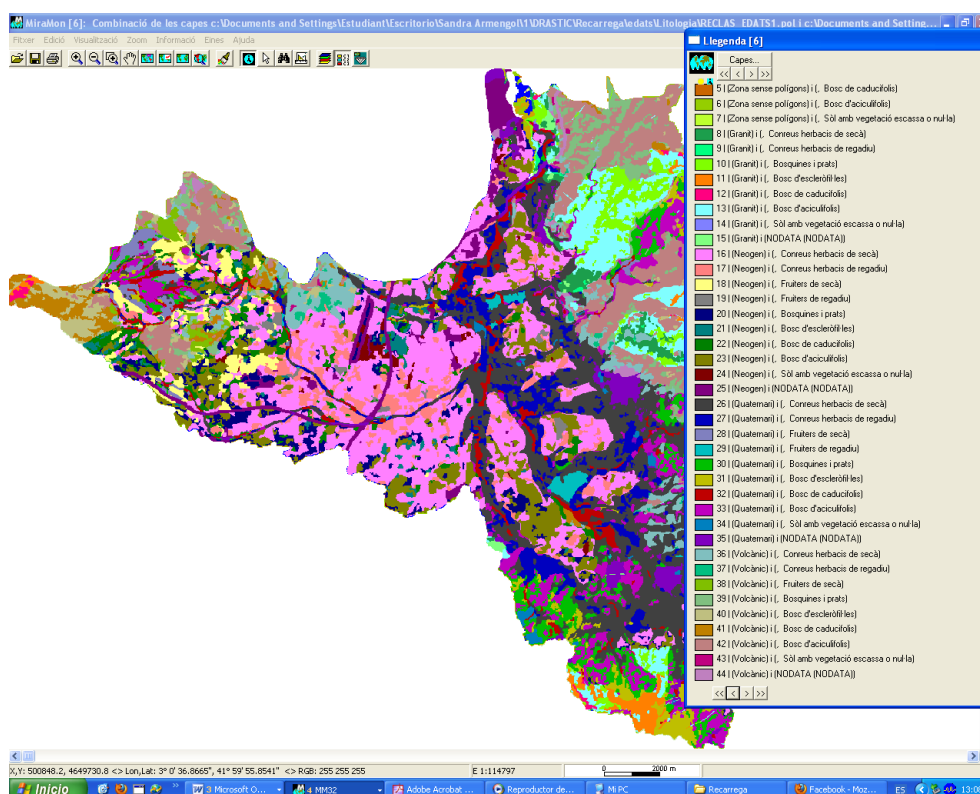 MiraMon [6]: Combinació de les capes c:\Documents and Settings\Estudiant\Escritorio\Sandra Armengol\1\DRASTIC\Recarrega\edats\Litologia\RECLAS_EDATS1.pol i c:\Documents and Setting...
Fitxer Edició Visualització Zoom Informació Eines Ajuda
Llegenda [6]
Capes...
<< < > >>
5 | (Zona sense polígons) i (, Bosc de caducifolis)
6 | (Zona sense polígons) i (, Bosc d'aciculifolis)
7 | (Zona sense polígons) i (, Sòl amb vegetació escassa o nul·la)
8 | (Granit) i (, Conreus herbacis de secà)
9 | (Granit) i (, Conreus herbacis de regadiu)
10 | (Granit) i (, Bosquines i prats)
11 | (Granit) i (, Bosc d'escleròfil·les)
12 | (Granit) i (, Bosc de caducifolis)
13 | (Granit) i (, Bosc d'aciculifolis)
14 | (Granit) i (, Sòl amb vegetació escassa o nul·la)
15 | (Granit) i (NODATA (NODATA))
16 | (Neogen) i (, Conreus herbacis de secà)
17 | (Neogen) i (, Conreus herbacis de regadiu)
18 | (Neogen) i (, Fruiters de secà)
19 | (Neogen) i (, Fruiters de regadiu)
20 | (Neogen) i (, Bosquines i prats)
21 | (Neogen) i (, Bosc d'escleròfil·les)
22 | (Neogen) i (, Bosc de caducifolis)
23 | (Neogen) i (, Bosc d'aciculifolis)
24 | (Neogen) i (, Sòl amb vegetació escassa o nul·la)
25 | (Neogen) i (NODATA (NODATA))
26 | (Quaternari) i (, Conreus herbacis de secà)
27 | (Quaternari) i (, Conreus herbacis de regadiu)
28 | (Quaternari) i (, Fruiters de secà)
29 | (Quaternari) i (, Fruiters de regadiu)
30 | (Quaternari) i (, Bosquines i prats)
31 | (Quaternari) i (, Bosc d'escleròfil·les)
32 | (Quaternari) i (, Bosc de caducifolis)
33 | (Quaternari) i (, Bosc d'aciculifolis)
34 | (Quaternari) i (, Sòl amb vegetació escassa o nul·la)
35 | (Quaternari) i (NODATA (NODATA))
36 | (Volcànic) i (, Conreus herbacis de secà)
37 | (Volcànic) i (, Conreus herbacis de regadiu)
38 | (Volcànic) i (, Fruiters de secà)
39 | (Volcànic) i (, Bosquines i prats)
40 | (Volcànic) i (, Bosc d'escleròfil·les)
41 | (Volcànic) i (, Bosc de caducifolis)
42 | (Volcànic) i (, Bosc d'aciculifolis)
43 | (Volcànic) i (, Sòl amb vegetació escassa o nul·la)
44 | (Volcànic) i (NODATA (NODATA))
<< < > >>
X,Y: 500848.2, 4649730.8 <> Lon,Lat: 3° 0' 36.8665", 41° 59' 55.8541" <> RGB: 255 255 255 E 1:114797 0 2000 m
Inicio 3 Microsoft O... 4 MM32 Adobe Acrobat ... Reproductor de... Mi PC Recarrega Facebook - Moz... ES